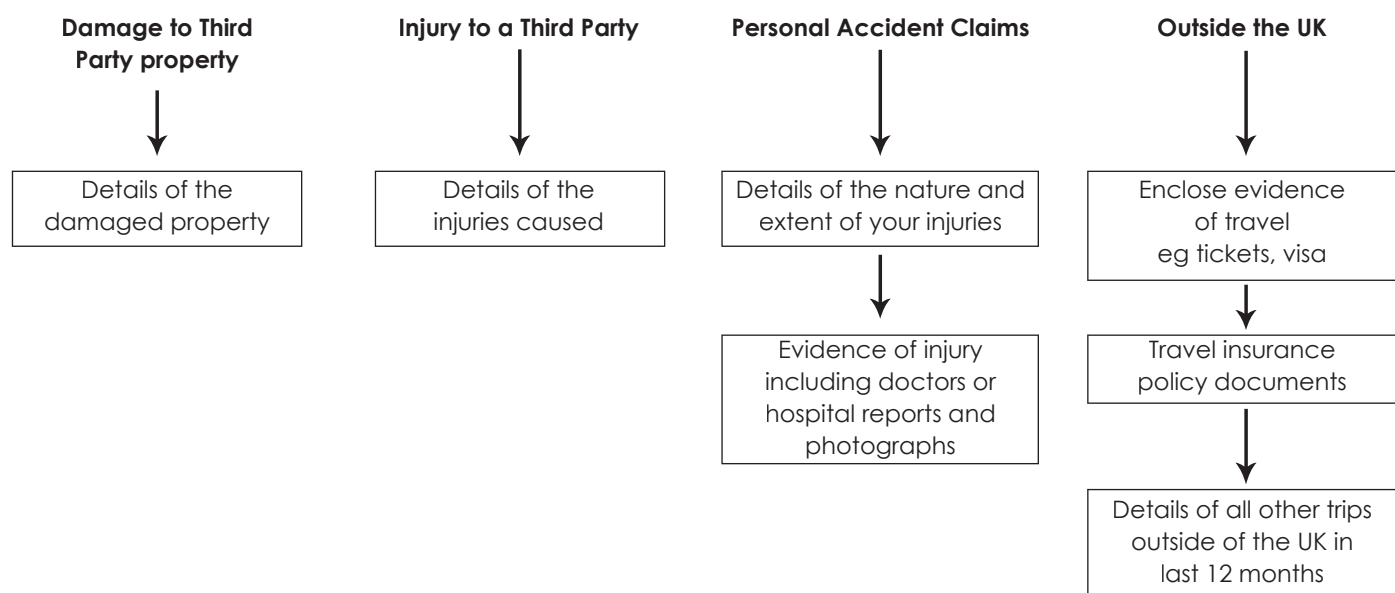 Damage to Third
Party property
Details of the
damaged property
Injury to a Third Party
Details of the
injuries caused
Personal Accident Claims
Details of the nature and
extent of your injuries
Evidence of injury
including doctors or
hospital reports and
photographs
Outside the UK
Enclose evidence
of travel
eg tickets, visa
Travel insurance
policy documents
Details of all other trips
outside of the UK in
last 12 months